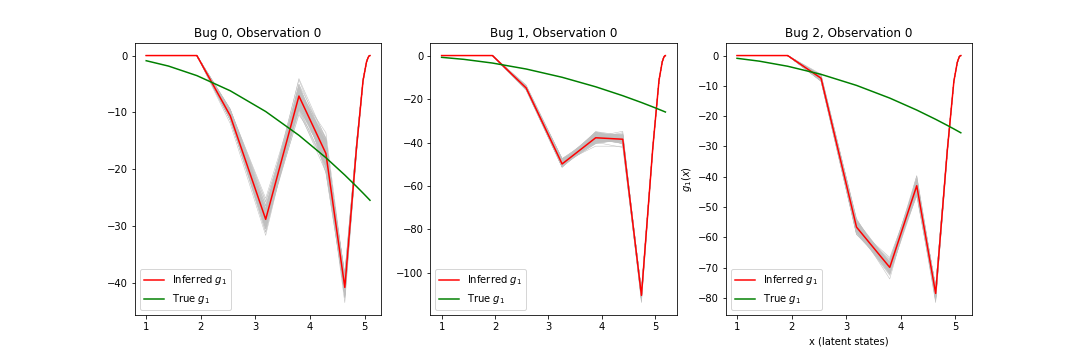 Bug 0, Observation 0
0
−10
−20
−30
−40
1 2 3 4 5
Inferred g₁
True g₁
Bug 1, Observation 0
0
−20
−40
−60
−80
−100
1 2 3 4 5
Inferred g₁
True g₁
Bug 2, Observation 0
g₁(x)
0
−10
−20
−30
−40
−50
−60
−70
−80
1 2 3 4 5
x (latent states)
Inferred g₁
True g₁